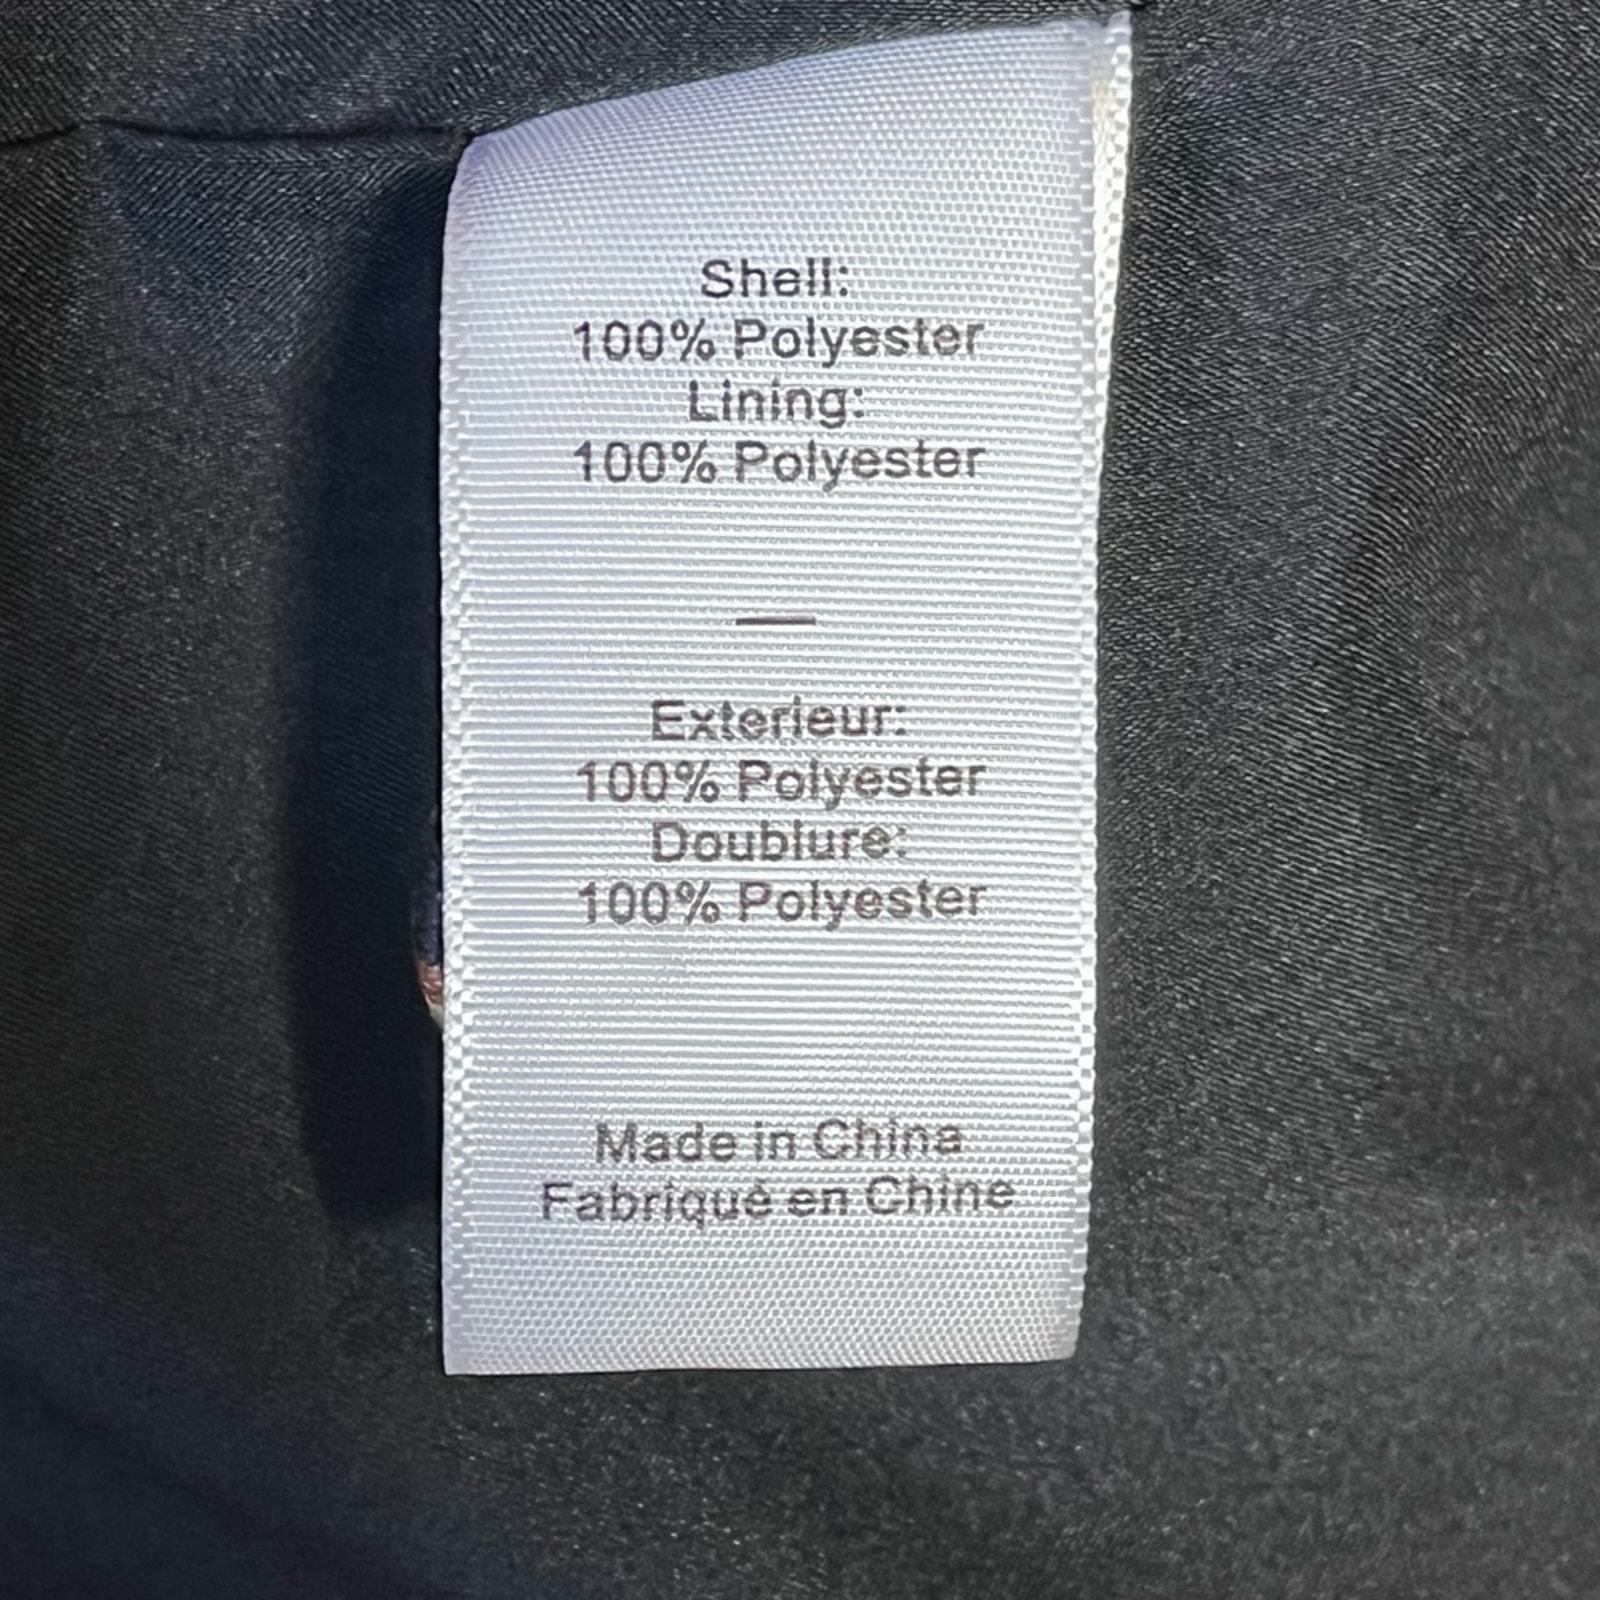 Shell:
100% Polyester
Lining:
100% Polyester
—
Exterieur:
100% Polyester
Doublure:
100% Polyester
Made in China
Fabriqué en Chine